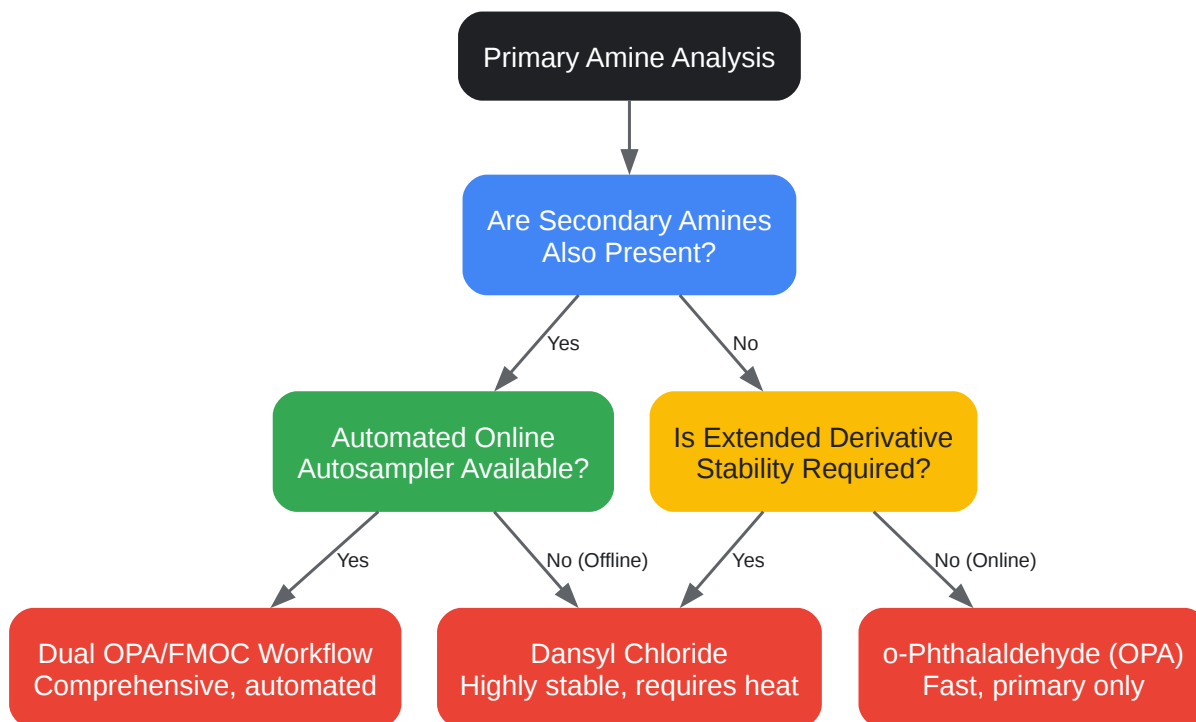 Primary Amine Analysis
Are Secondary Amines
Also Present?
Yes
No
Automated Online
Autosampler Available?
Is Extended Derivative
Stability Required?
Yes
No (Offline)
Yes
No (Online)
Dual OPA/FMOC Workflow
Comprehensive, automated
Dansyl Chloride
Highly stable, requires heat
o-Phthalaldehyde (OPA)
Fast, primary only